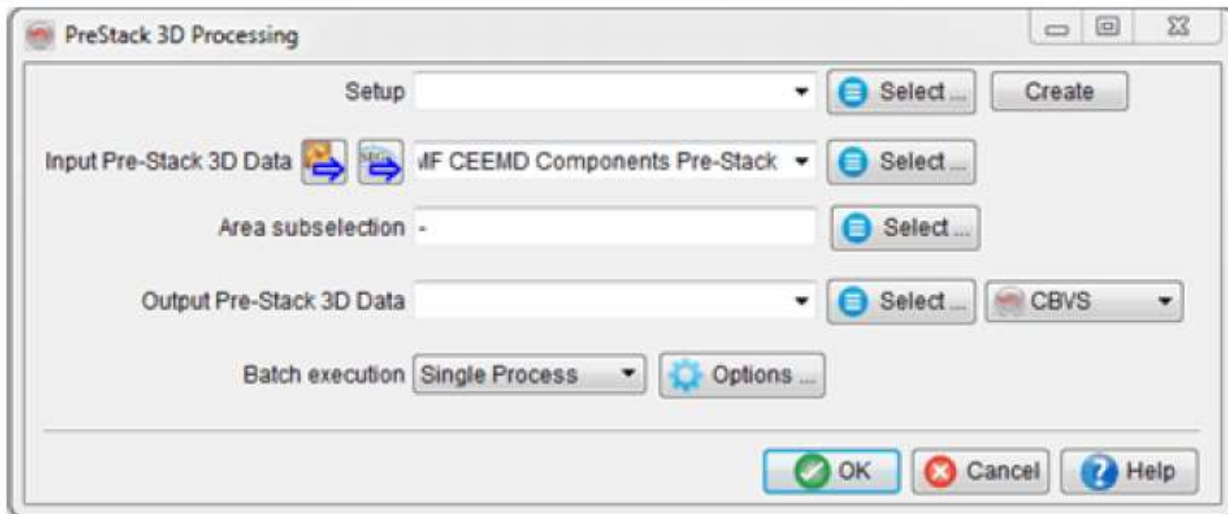 PreStack 3D Processing
Setup Select ... Create
Input Pre-Stack 3D Data MF CEEMD Components Pre-Stack Select ...
Area subselection - Select ...
Output Pre-Stack 3D Data Select ... CBVS
Batch execution Single Process Options ...
OK Cancel Help